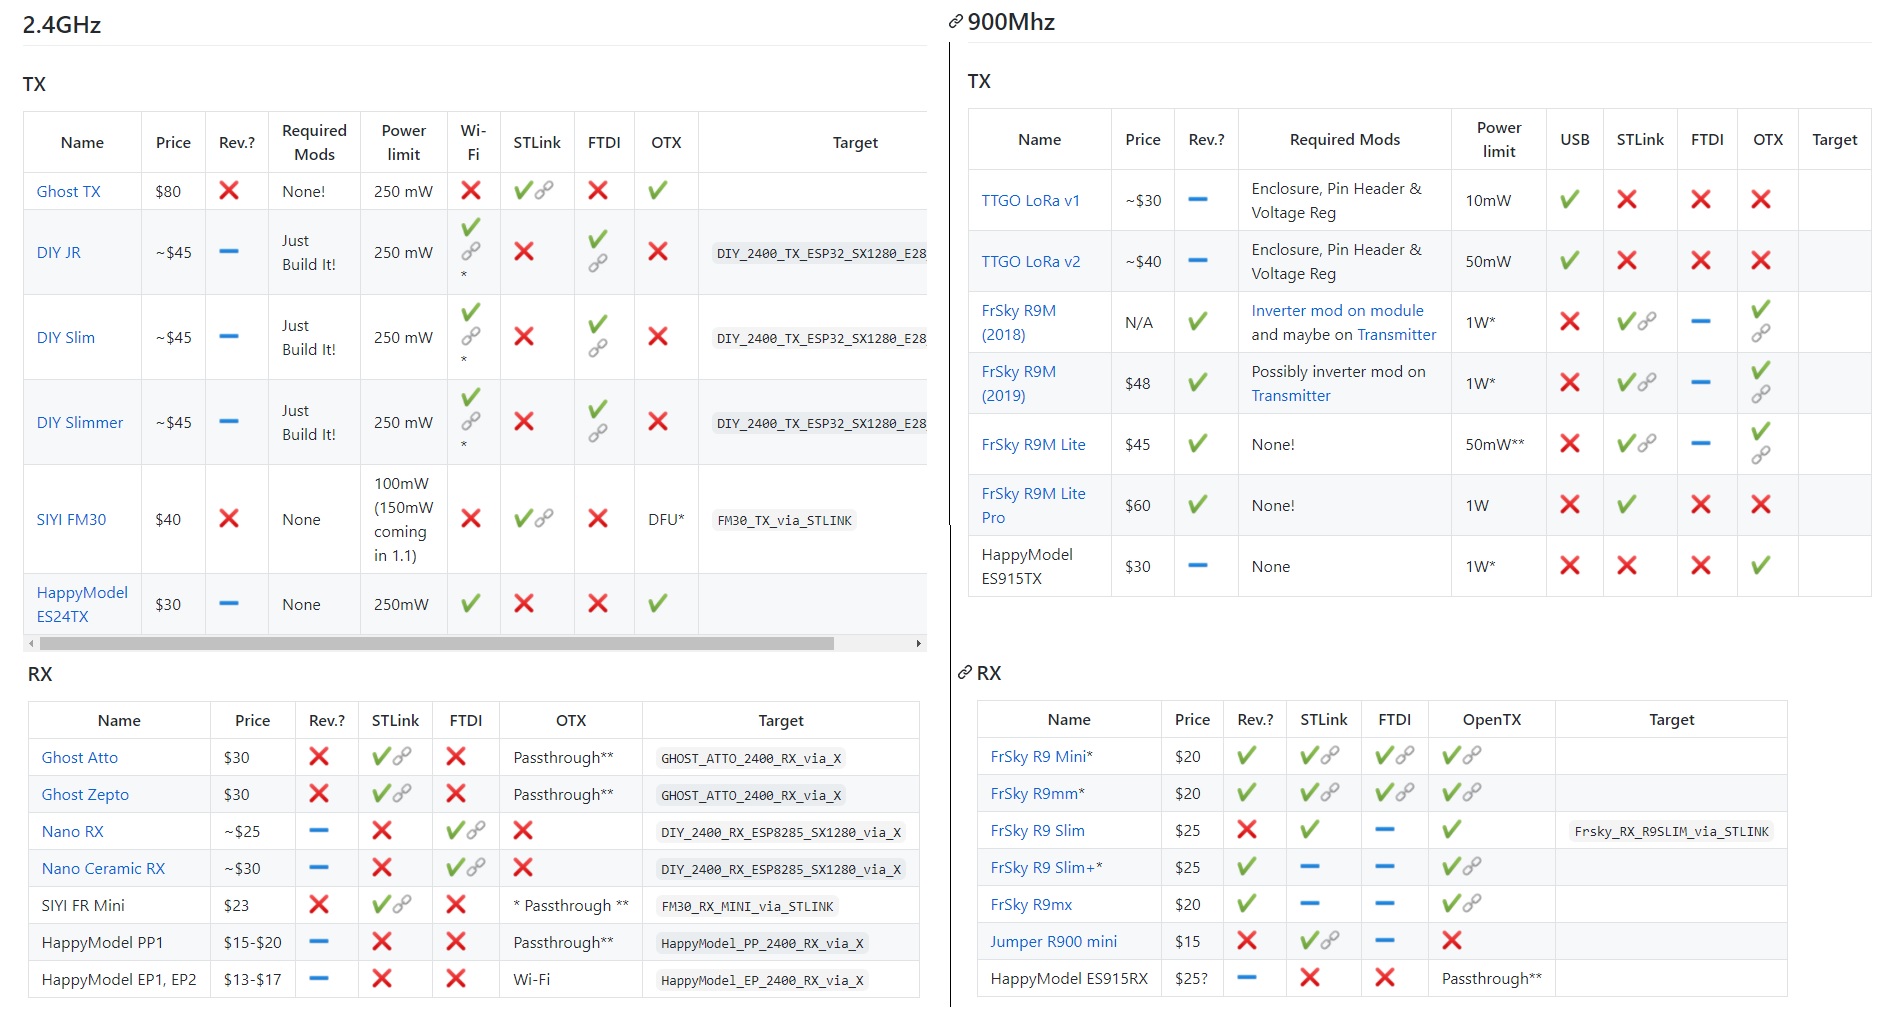 2.4GHz
TX
Name Price Rev.? Required Mods Power limit Wi-Fi STLink FTDI OTX Target
Ghost TX $80 ❌ None! 250 mW ❌ ✔🔗 ❌ ✔
DIY JR ~$45 ➖ Just Build It! 250 mW ✔🔗* ❌ ✔🔗 ❌ DIY_2400_TX_ESP32_SX1280_E28
DIY Slim ~$45 ➖ Just Build It! 250 mW ✔🔗* ❌ ✔🔗 ❌ DIY_2400_TX_ESP32_SX1280_E28
DIY Slimmer ~$45 ➖ Just Build It! 250 mW ✔🔗* ❌ ✔🔗 ❌ DIY_2400_TX_ESP32_SX1280_E28
SIYI FM30 $40 ❌ None 100mW (150mW coming in 1.1) ❌ ✔🔗 ❌ DFU* FM30_TX_via_STLINK
HappyModel ES24TX $30 ➖ None 250mW ✔ ❌ ❌ ✔
RX
Name Price Rev.? STLink FTDI OTX Target
Ghost Atto $30 ❌ ✔🔗 ❌ Passthrough** GHOST_ATTO_2400_RX_via_X
Ghost Zepto $30 ❌ ✔🔗 ❌ Passthrough** GHOST_ATTO_2400_RX_via_X
Nano RX ~$25 ➖ ❌ ✔🔗 ❌ DIY_2400_RX_ESP8285_SX1280_via_X
Nano Ceramic RX ~$30 ➖ ❌ ✔🔗 ❌ DIY_2400_RX_ESP8285_SX1280_via_X
SIYI FR Mini $23 ❌ ✔🔗 ❌ * Passthrough ** FM30_RX_MINI_via_STLINK
HappyModel PP1 $15-$20 ➖ ❌ ❌ Passthrough** HappyModel_PP_2400_RX_via_X
HappyModel EP1, EP2 $13-$17 ➖ ❌ ❌ Wi-Fi HappyModel_EP_2400_RX_via_X
900Mhz
TX
Name Price Rev.? Required Mods Power limit USB STLink FTDI OTX Target
TTGO LoRa v1 ~$30 ➖ Enclosure, Pin Header & Voltage Reg 10mW ✔ ❌ ❌ ❌
TTGO LoRa v2 ~$40 ➖ Enclosure, Pin Header & Voltage Reg 50mW ✔ ❌ ❌ ❌
FrSky R9M (2018) N/A ✔ Inverter mod on module and maybe on Transmitter 1W* ❌ ✔🔗 ➖ ✔🔗
FrSky R9M (2019) $48 ✔ Possibly inverter mod on Transmitter 1W* ❌ ✔🔗 ➖ ✔🔗
FrSky R9M Lite $45 ✔ None! 50mW** ❌ ✔🔗 ➖ ✔🔗
FrSky R9M Lite Pro $60 ✔ None! 1W ❌ ✔ ❌ ❌
HappyModel ES915TX $30 ➖ None 1W* ❌ ❌ ❌ ✔
RX
Name Price Rev.? STLink FTDI OpenTX Target
FrSky R9 Mini* $20 ✔ ✔🔗 ✔🔗 ✔🔗
FrSky R9mm* $20 ✔ ✔🔗 ✔🔗 ✔🔗
FrSky R9 Slim $25 ❌ ✔ ➖ ✔ Frsky_RX_R9SLIM_via_STLINK
FrSky R9 Slim+* $25 ✔ ➖ ➖ ✔🔗
FrSky R9mx $20 ✔ ➖ ➖ ✔🔗
Jumper R900 mini $15 ❌ ✔🔗 ➖ ❌
HappyModel ES915RX $25? ➖ ❌ ❌ Passthrough**